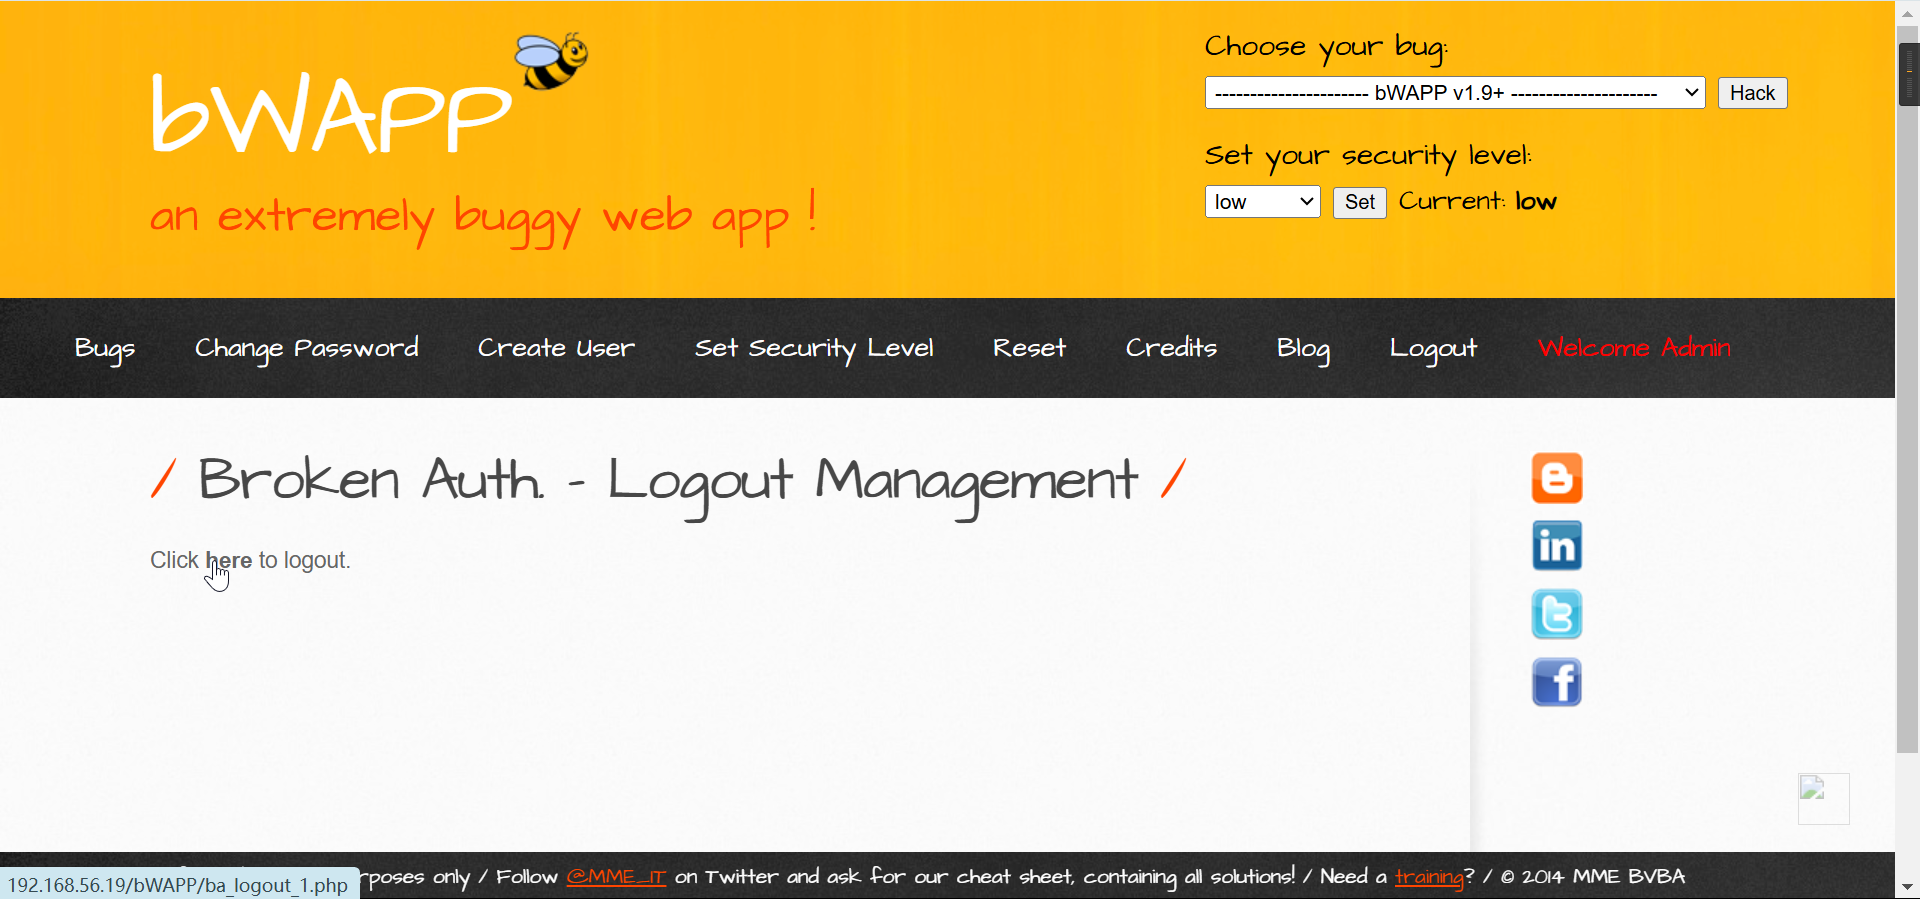 bWAPP
an extremely buggy web app !
Choose your bug:
---------------------- bWAPP v1.9+ ---------------------
Hack
Set your security level:
low
Set
Current: low
Bugs
Change Password
Create User
Set Security Level
Reset
Credits
Blog
Logout
Welcome Admin
/ Broken Auth. - Logout Management /
Click here to logout.
in
t
f
192.168.56.19/bWAPP/ba_logout_1.php
only / Follow @MME_IT on Twitter and ask for our cheat sheet, containing all solutions! / Need a training? / © 2014 MME BVBA